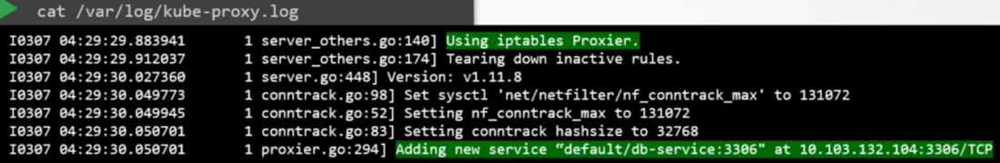 cat /var/log/kube-proxy.log
I0307 04:29:29.883941 1 server_others.go:140] Using iptables Proxier.
I0307 04:29:29.912037 1 server_others.go:174] Tearing down inactive rules.
I0307 04:29:30.027360 1 server.go:448] Version: v1.11.8
I0307 04:29:30.049773 1 conntrack.go:98] Set sysctl 'net/netfilter/nf_conntrack_max' to 131072
I0307 04:29:30.049945 1 conntrack.go:52] Setting nf_conntrack_max to 131072
I0307 04:29:30.050701 1 conntrack.go:83] Setting conntrack hashsize to 32768
I0307 04:29:30.050701 1 proxier.go:294] Adding new service “default/db-service:3306" at 10.103.132.104:3306/TCP